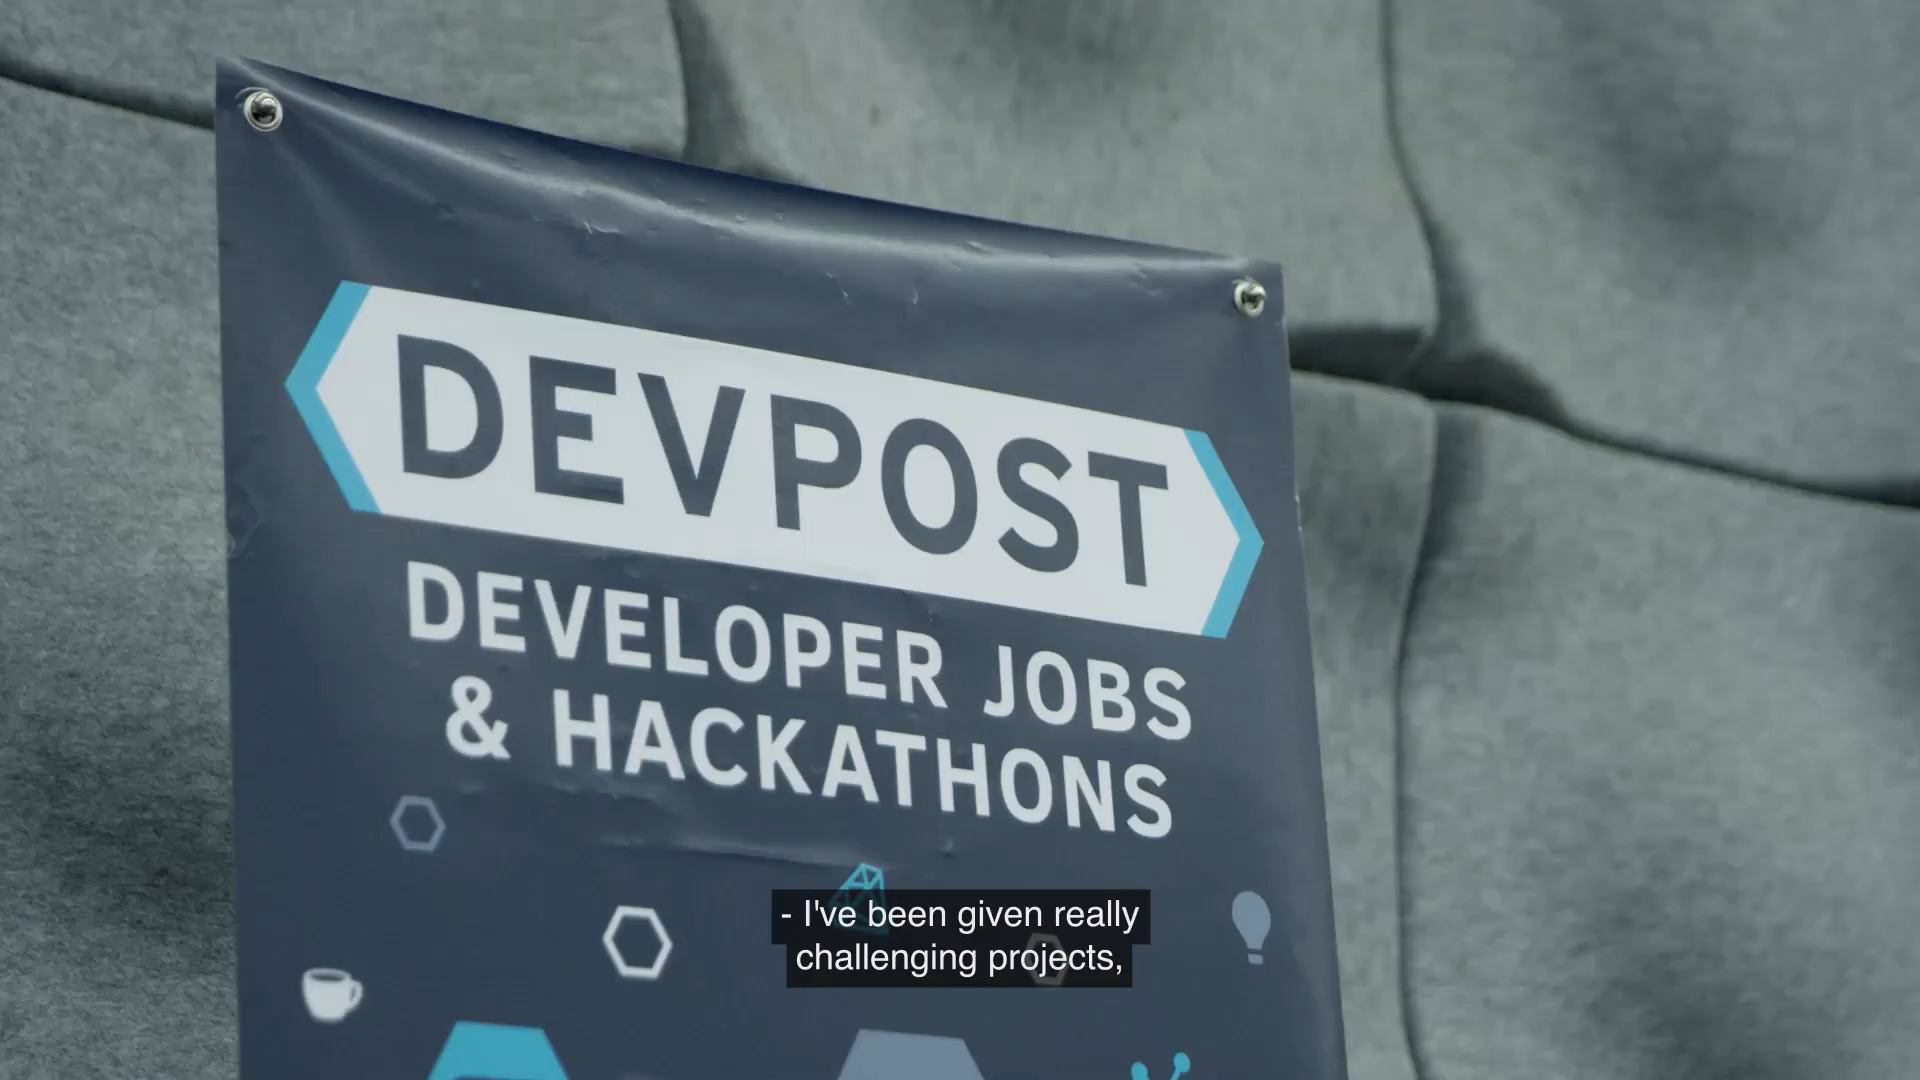 DEVPOST
DEVELOPER JOBS
& HACKATHONS
- I've been given really
challenging projects,